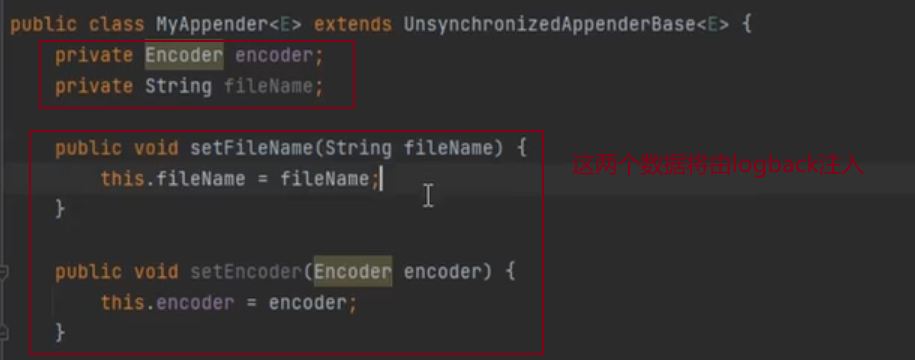 public class MyAppender<E> extends UnsynchronizedAppenderBase<E> {
private Encoder encoder;
private String fileName;
public void setFileName(String fileName) {
this.fileName = fileName;
}
这两个数据将由logback注入
public void setEncoder(Encoder encoder) {
this.encoder = encoder;
}